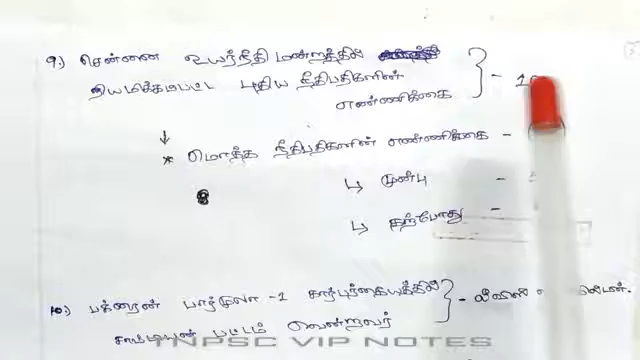 9.) சென்னை உயர்நீதி மன்றத்தில்
நியமிக்கப்பட்ட புதிய நீதிபதிகளின்
எண்ணிக்கை
* மொத்த நீதிபதிகளின் எண்ணிக்கை -
↳ முன்பு -
↳ தற்போது -
10.) பக்ரைன் பார்முலா -1 கார்பந்தயத்தில்
சாம்பியன் பட்டம் வென்றவர்
TNPSC VIP NOTES